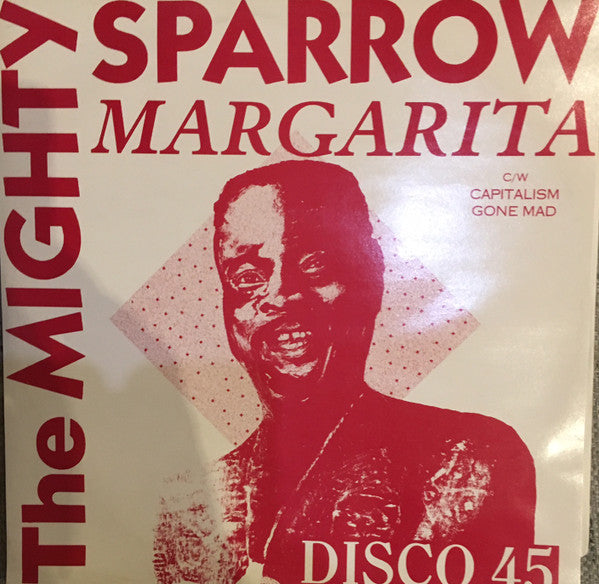 The MIGHTY
SPARROW
MARGARITA
C/W
CAPITALISM
GONE MAD
DISCO 45